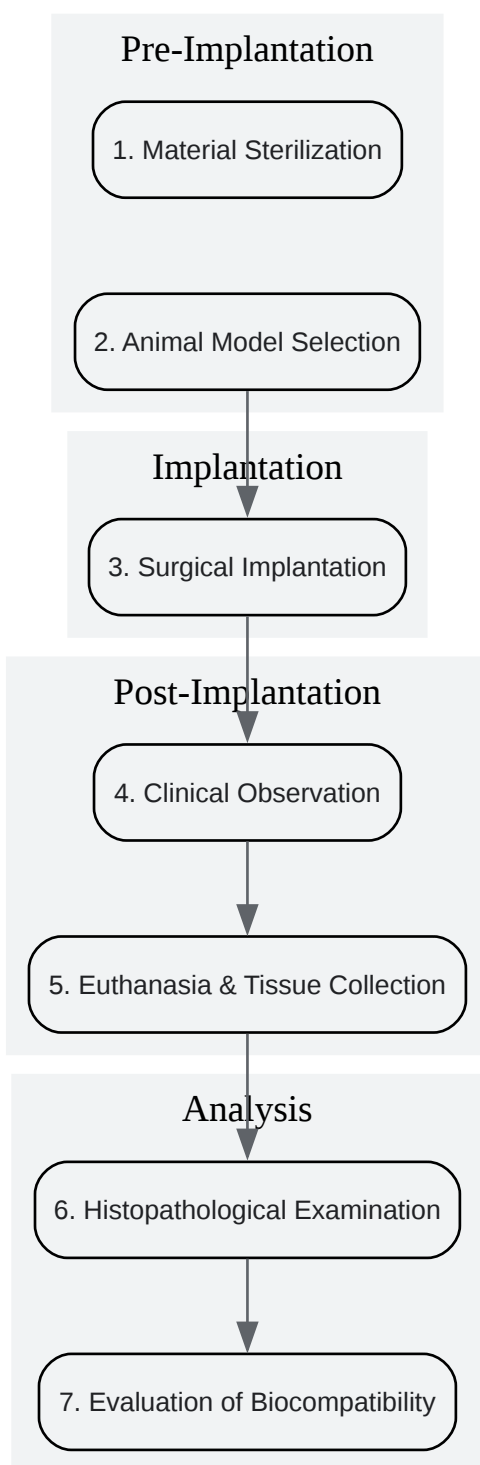 Pre-Implantation
1. Material Sterilization
2. Animal Model Selection
Implantation
3. Surgical Implantation
Post-Implantation
4. Clinical Observation
5. Euthanasia & Tissue Collection
Analysis
6. Histopathological Examination
7. Evaluation of Biocompatibility